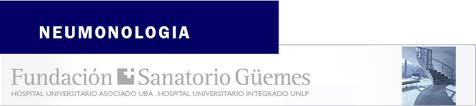 NEUMONOLOGIA
Fundación Sanatorio Güemes
HOSPITAL UNIVERSITARIO ASOCIADO UBA . HOSPITAL UNIVERSITARIO INTEGRADO UNLP